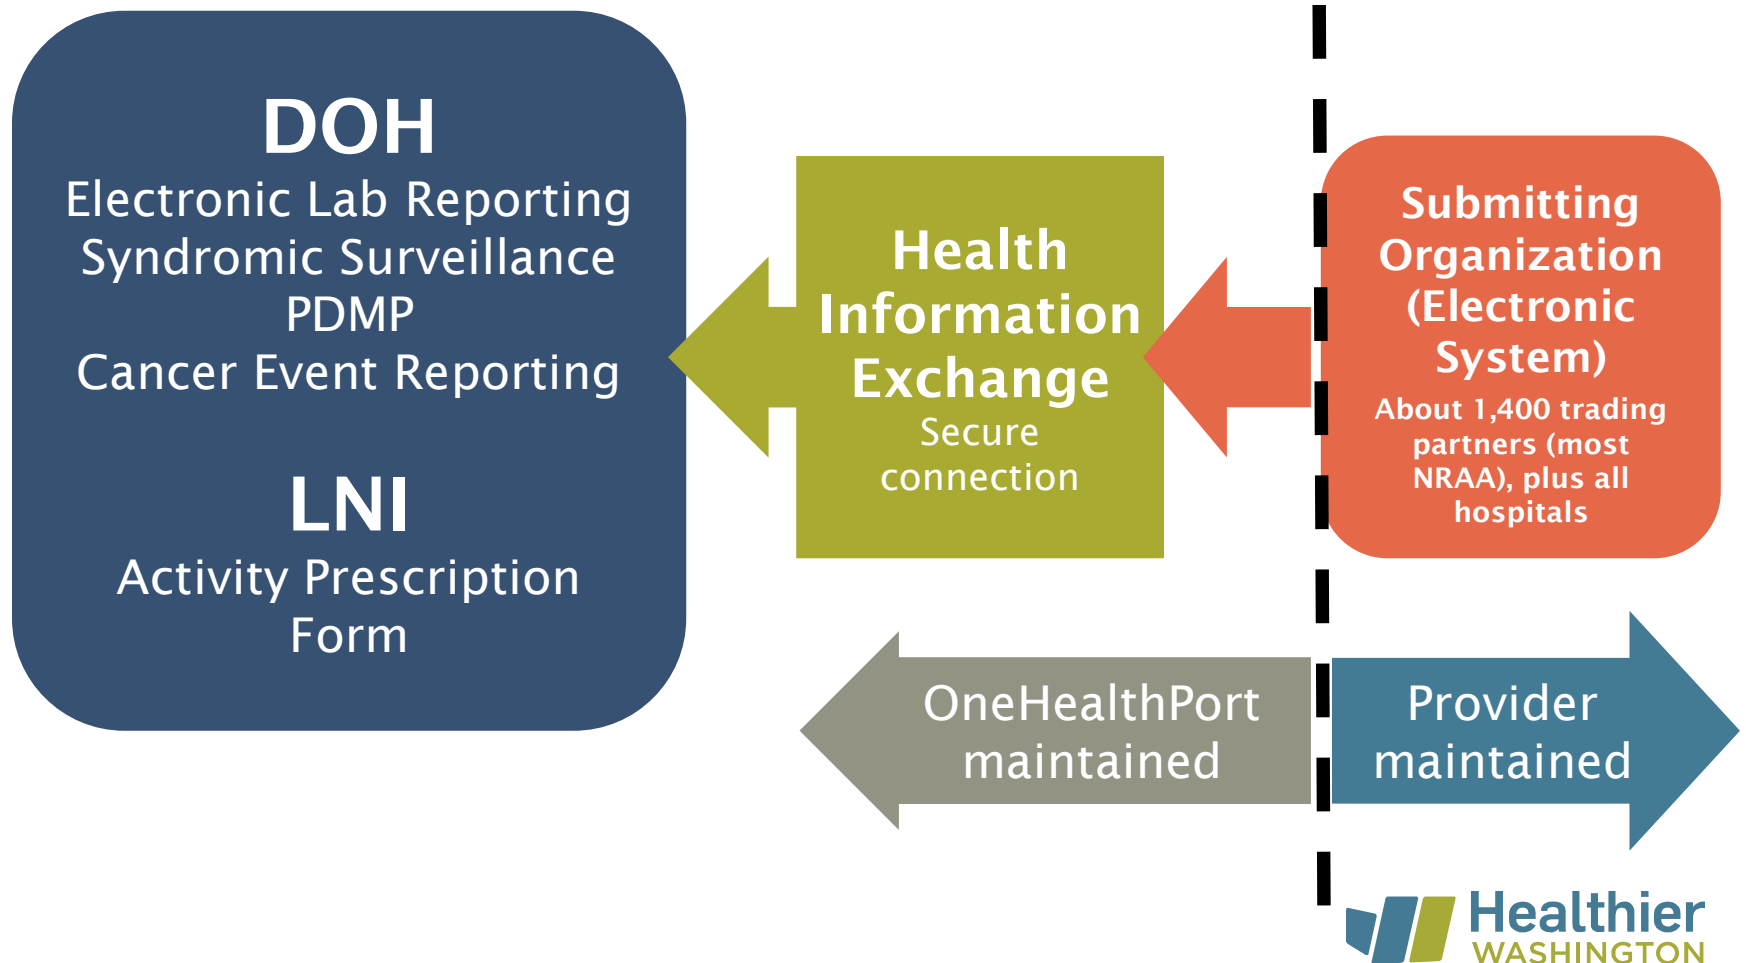 DOH
Electronic Lab Reporting
Syndromic Surveillance
PDMP
Cancer Event Reporting
LNI
Activity Prescription
Form
Health
Information
Exchange
Secure
connection
Submitting
Organization
(Electronic
System)
About 1,400 trading
partners (most
NRAA), plus all
hospitals
OneHealthPort
maintained
Provider
maintained
Healthier
WASHINGTON